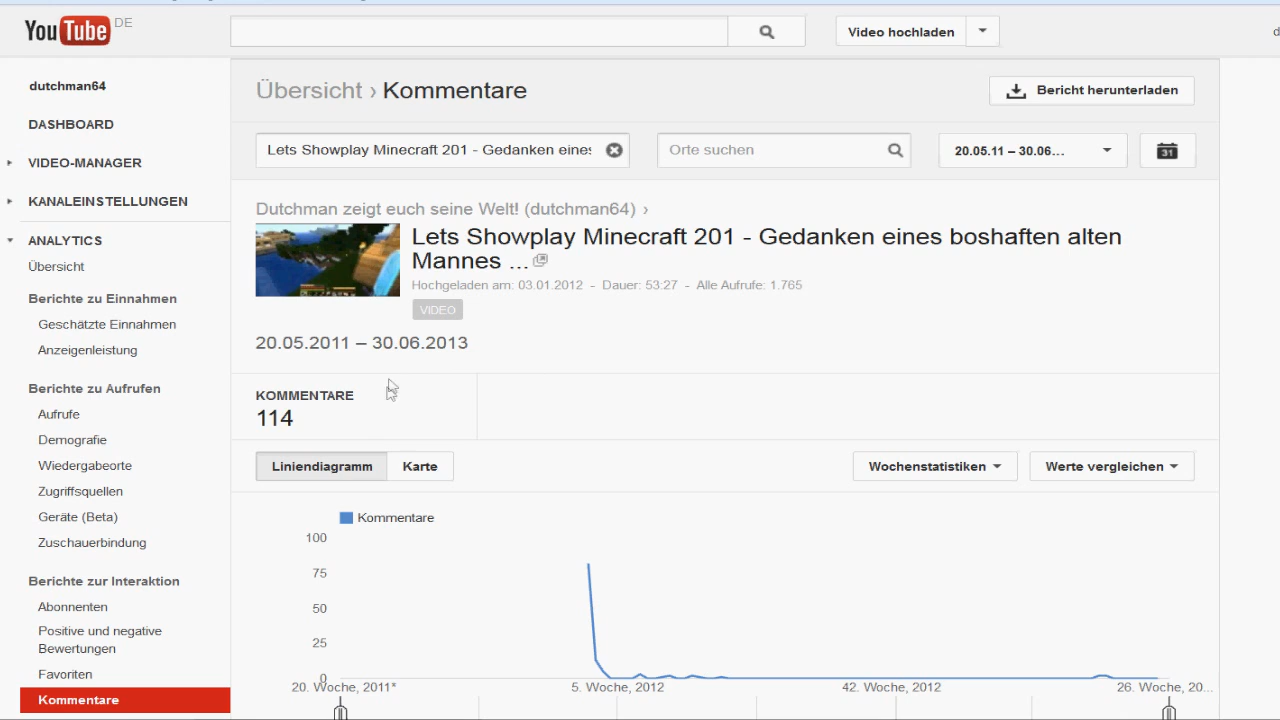 YouTube DE
Video hochladen
dutchman64
DASHBOARD
VIDEO-MANAGER
KANALEINSTELLUNGEN
ANALYTICS
Übersicht
Berichte zu Einnahmen
Geschätzte Einnahmen
Anzeigenleistung
Berichte zu Aufrufen
Aufrufe
Demografie
Wiedergabeorte
Zugriffsquellen
Geräte (Beta)
Zuschauerbindung
Berichte zur Interaktion
Abonnenten
Positive und negative
Bewertungen
Favoriten
Kommentare
Übersicht › Kommentare
Bericht herunterladen
Lets Showplay Minecraft 201 - Gedanken eines
Orte suchen
20.05.11 – 30.06...
31
Dutchman zeigt euch seine Welt! (dutchman64) ›
Lets Showplay Minecraft 201 - Gedanken eines boshaften alten
Mannes ...
Hochgeladen am: 03.01.2012 - Dauer: 53:27 - Alle Aufrufe: 1.765
VIDEO
20.05.2011 – 30.06.2013
KOMMENTARE
114
Liniendiagramm
Karte
Wochenstatistiken
Werte vergleichen
Kommentare
100
75
50
25
0
20. Woche, 2011*
5. Woche, 2012
42. Woche, 2012
26. Woche, 20...